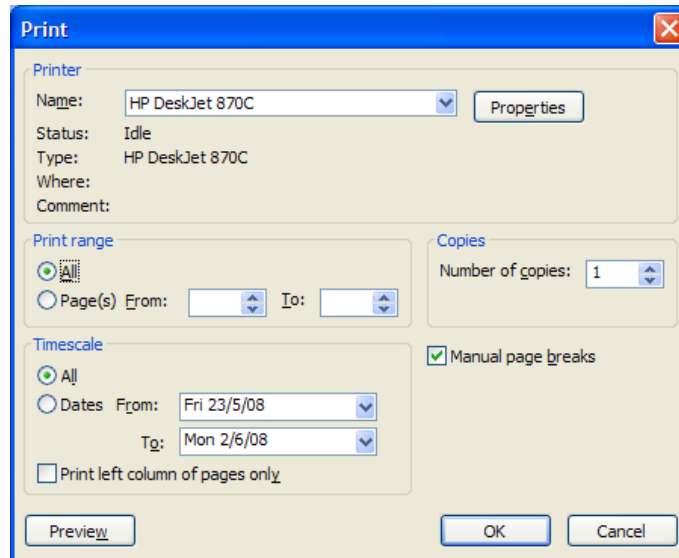 Print
Printer
Name: HP DeskJet 870C Properties
Status: Idle
Type: HP DeskJet 870C
Where:
Comment:
Print range
All
Page(s) From: To:
Copies
Number of copies: 1
Timescale
All
Dates From: Fri 23/5/08
To: Mon 2/6/08
Print left column of pages only
Manual page breaks
Preview OK Cancel